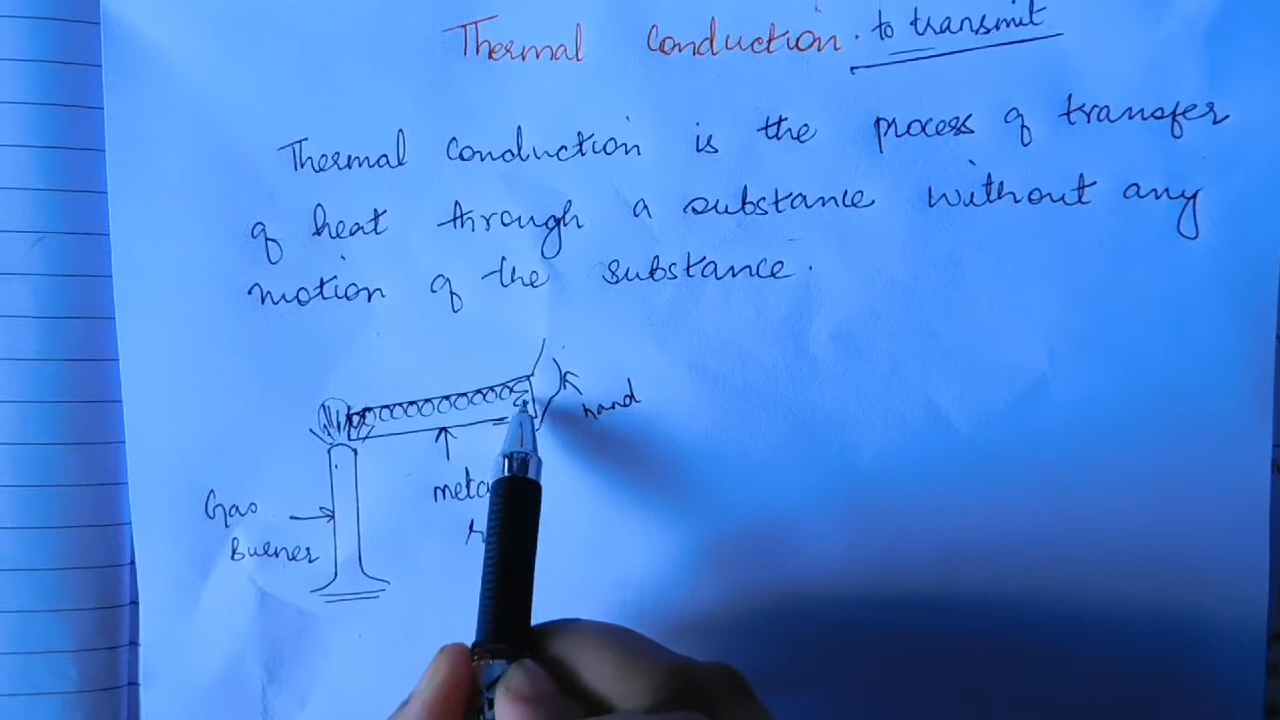 Thermal Conduction. to transmit
Thermal Conduction is the process of transfer
of heat through a substance without any
motion of the substance.
hand
Gas
Burner